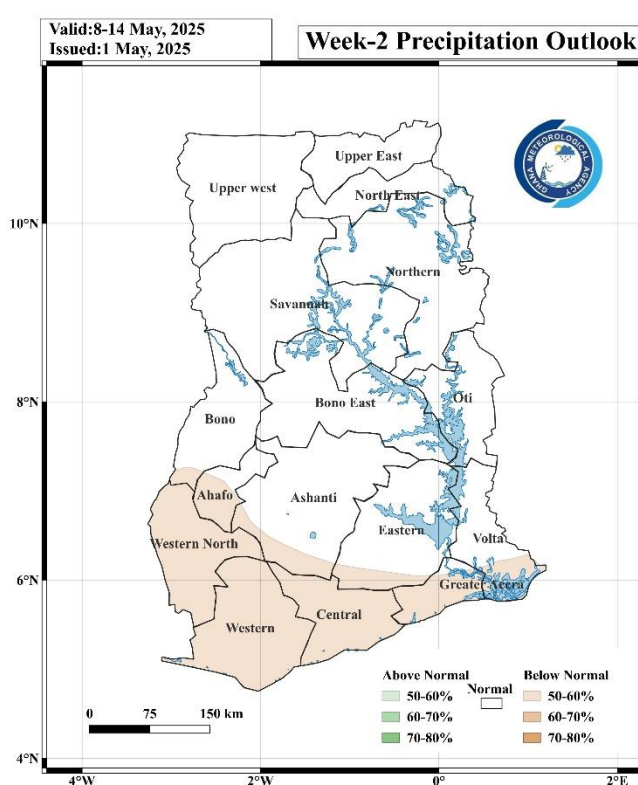 Valid:8-14 May, 2025
Issued:1 May, 2025
Week-2 Precipitation Outlook
GHANA METEOROLOGICAL AGENCY
Upper East
Upper west
North East
10°N
Northern
Savannah
8°N
Bono East
Oti
Bono
Ahafo
Ashanti
Eastern
Volta
Western North
6°N
Greater Accra
Central
Western
Above Normal
Normal
Below Normal
50-60%
50-60%
60-70%
60-70%
70-80%
70-80%
0 75 150 km
4°N
4°W 2°W 0° 2°